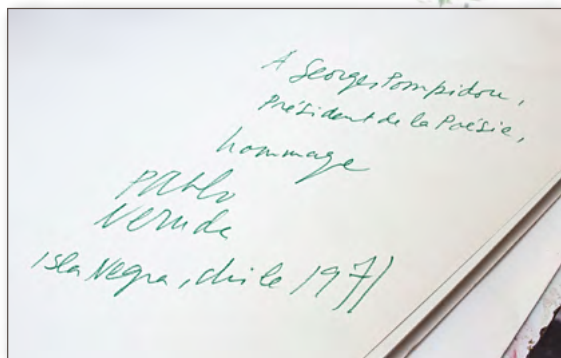 A Georges Pompidou,
Président de la Poésie,
hommage
Pablo
Neruda
isla Negra, chile 1971